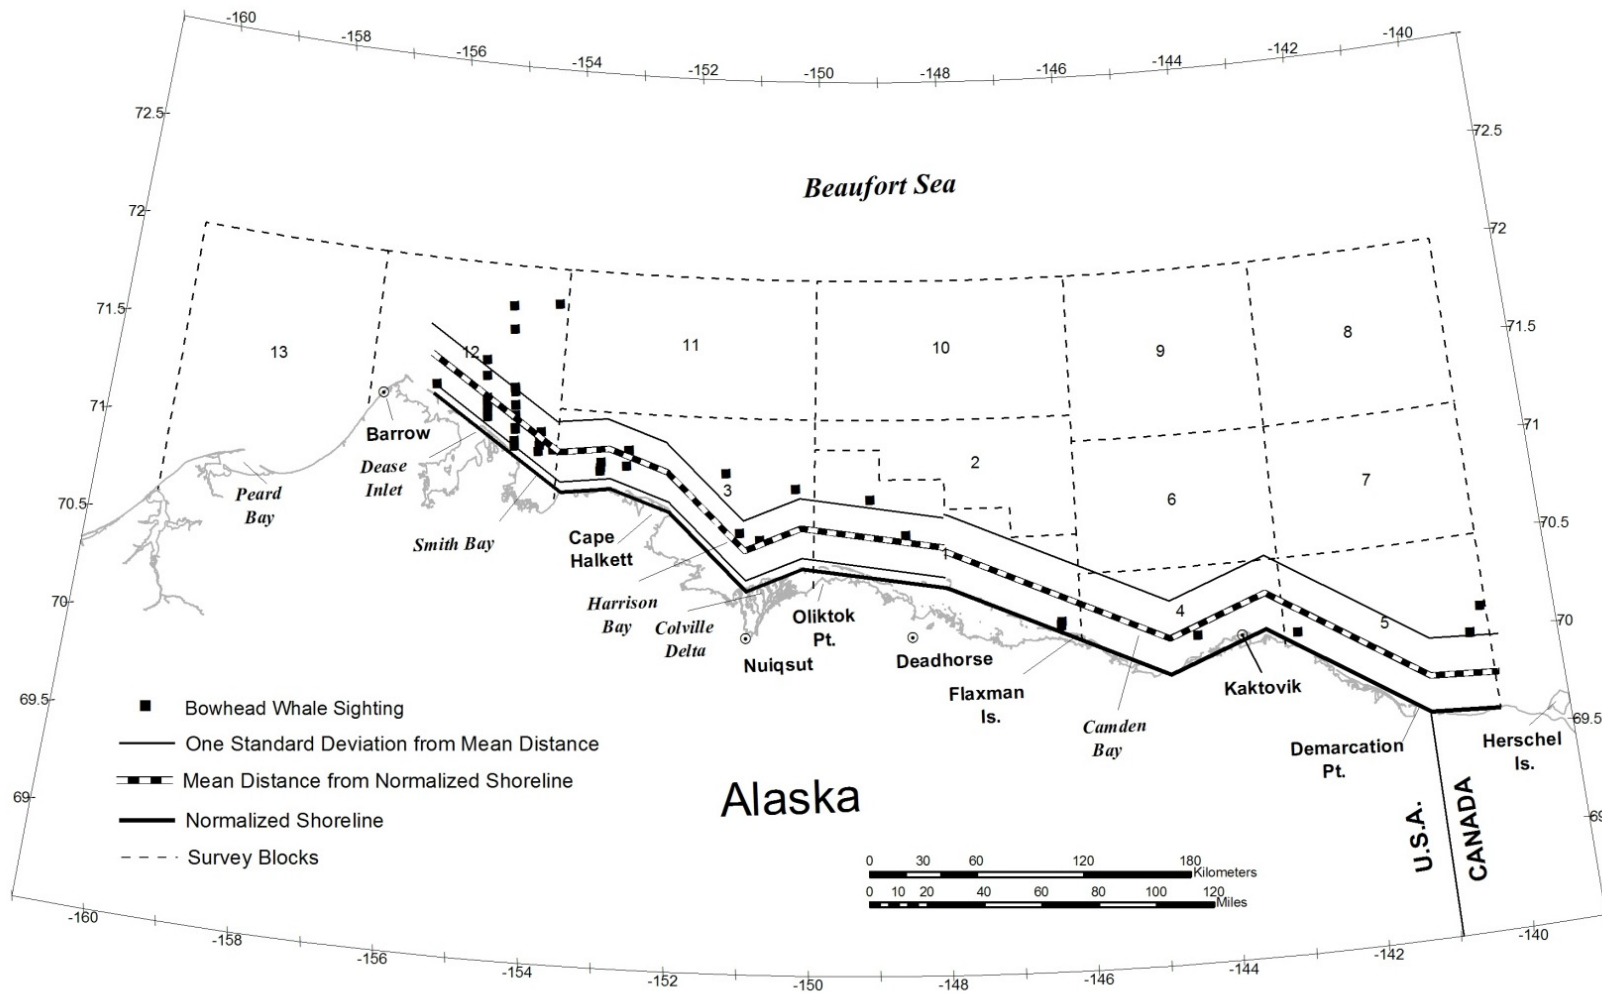 -160
-158
-156
-154
-152
-150
-148
-146
-144
-142
-140
72.5
72.5
Beaufort Sea
72
72
71.5
71.5
13
12
11
10
9
8
71
71
Barrow
Dease
Inlet
Peard
Bay
Smith Bay
3
2
6
7
70.5
70.5
Cape
Halkett
Harrison
Bay
Colville
Delta
Oliktok
Pt.
Nuiqsut
Deadhorse
Flaxman
Is.
4
5
Camden
Bay
Kaktovik
Demarcation
Pt.
Herschel
Is.
70
70
69.5
69.5
Bowhead Whale Sighting
One Standard Deviation from Mean Distance
Mean Distance from Normalized Shoreline
Normalized Shoreline
Survey Blocks
Alaska
U.S.A.
CANADA
69
69
0 30 60 120 180
Kilometers
0 10 20 40 60 80 100 120
Miles
-160
-158
-156
-154
-152
-150
-148
-146
-144
-142
-140